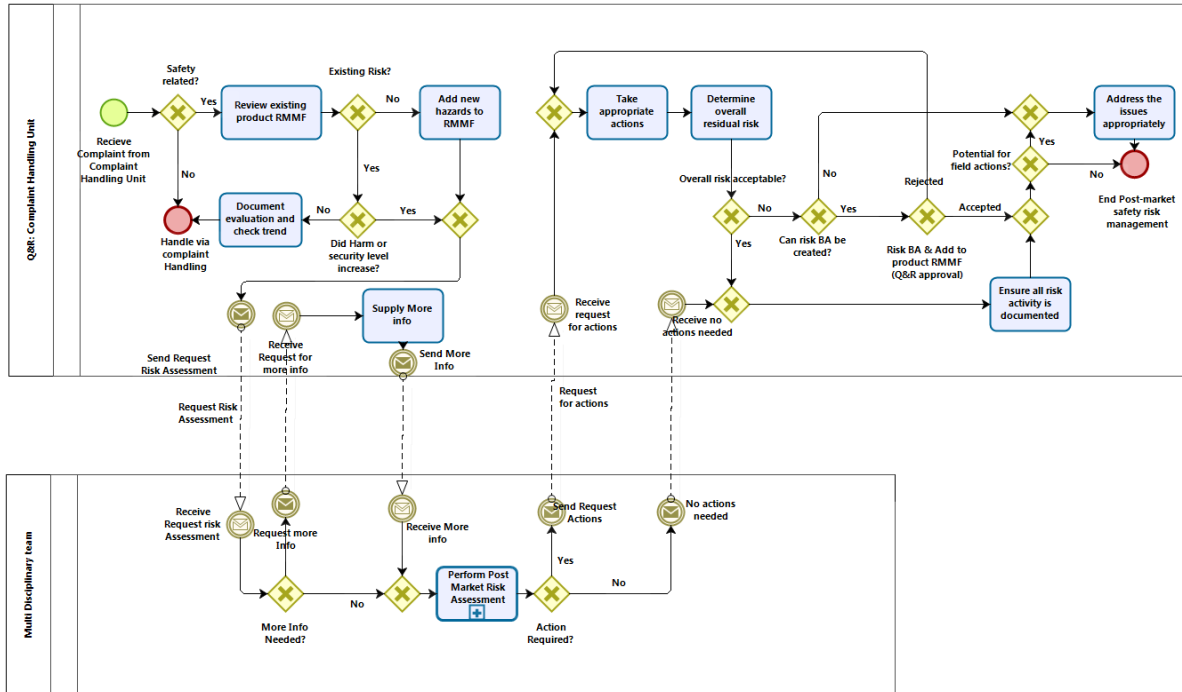 Q&R: Complaint Handling Unit
Safety
related?
Yes
No
Recieve
Complaint from
Complaint
Handling Unit
Review existing
product RMMF
Existing Risk?
No
Yes
Add new
hazards to
RMMF
Document
evaluation and
check trend
No
Yes
Handle via
complaint
Handling
Did Harm or
security level
increase?
Send Request
Risk Assessment
Receive
Request for
more info
Supply More
info
Send More
Info
Take
appropriate
actions
Determine
overall
residual risk
Overall risk acceptable?
No
Yes
No
Yes
Can risk BA be
created?
Rejected
Accepted
Risk BA & Add to
product RMMF
(Q&R approval)
Potential for
field actions?
Yes
No
Address the
issues
appropriately
End Post-market
safety risk
management
Ensure all risk
activity is
documented
Receive
request
for actions
Receive no
actions needed
Request Risk
Assessment
Request
for actions
Multi Disciplinary team
Receive
Request risk
Assessment
Request more
Info
Receive More
info
Send Request
Actions
No actions
needed
More Info
Needed?
No
Perform Post
Market Risk
Assessment
Yes
No
Action
Required?